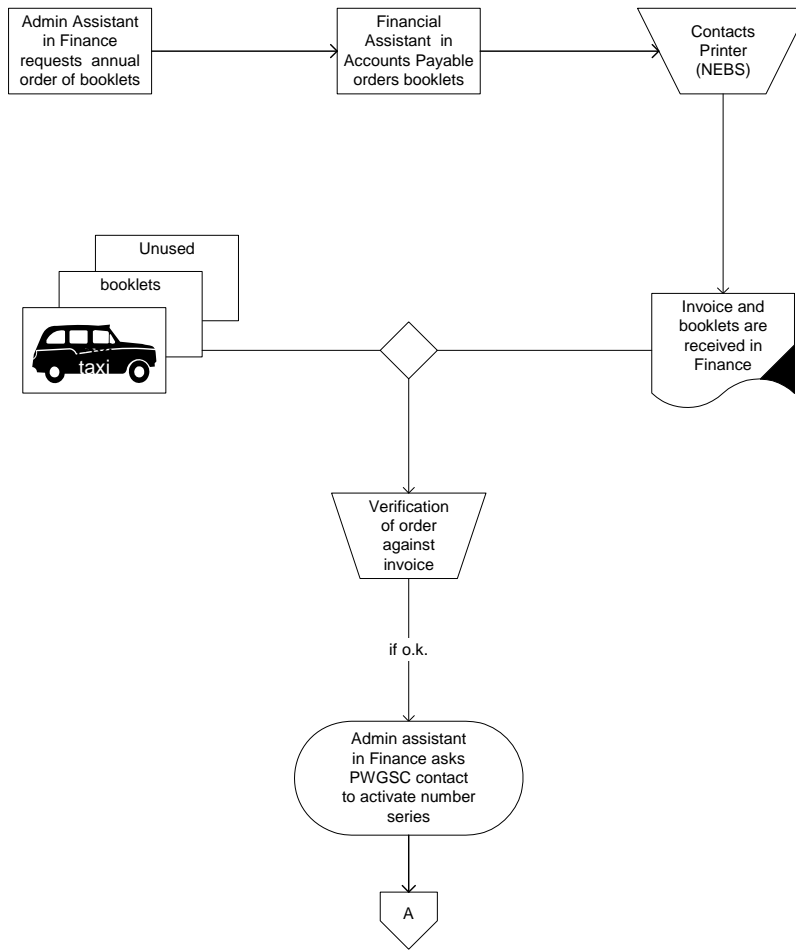 Admin Assistant
in Finance
requests annual
order of booklets
Financial
Assistant in
Accounts Payable
orders booklets
Contacts
Printer
(NEBS)
Unused
booklets
taxi
Invoice and
booklets are
received in
Finance
Verification
of order
against
invoice
if o.k.
Admin assistant
in Finance asks
PWGSC contact
to activate number
series
A